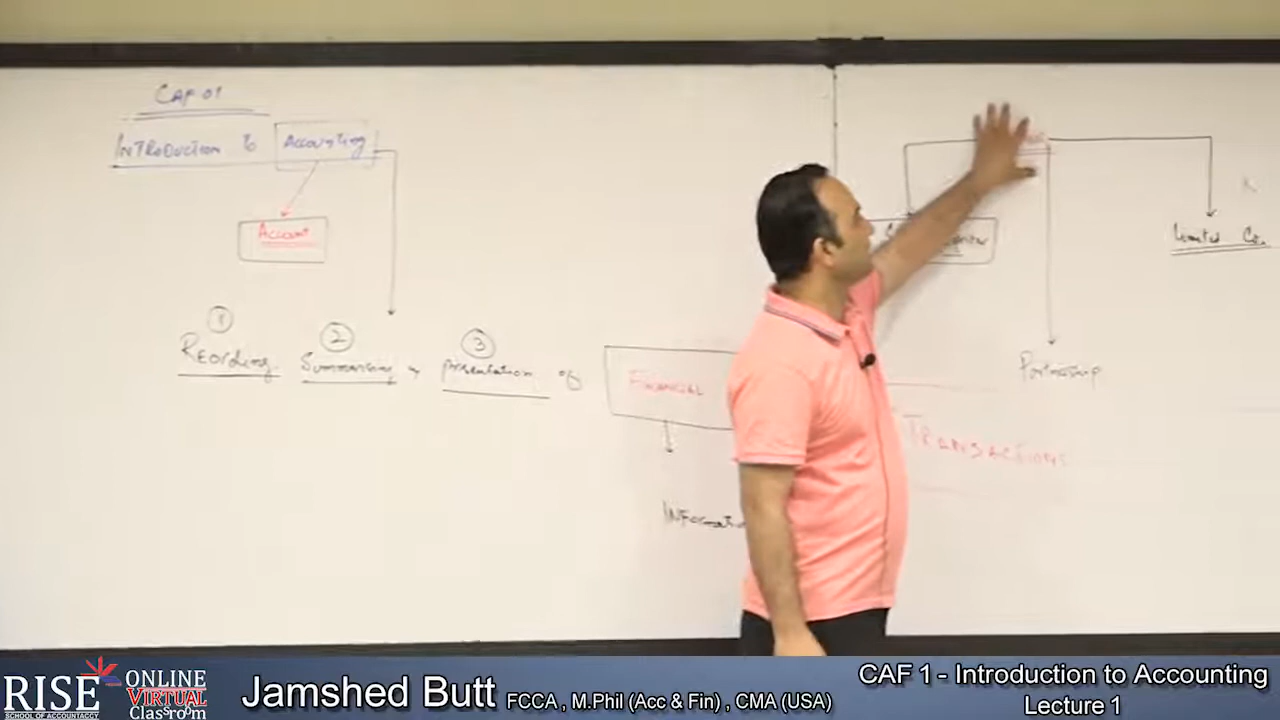 CAF 01
INTRODUCTION to Accounting
Account
1 2 3
Reording Summarising presentation of FINANCIAL
INFormatio
Limited Co.
Partnership
TRANSACTIONS
RISE
SCHOOL OF ACCOUNTANCY
ONLINE
VIRTUAL
Classroom
Jamshed Butt FCCA , M.Phil (Acc & Fin) , CMA (USA)
CAF 1 - Introduction to Accounting
Lecture 1